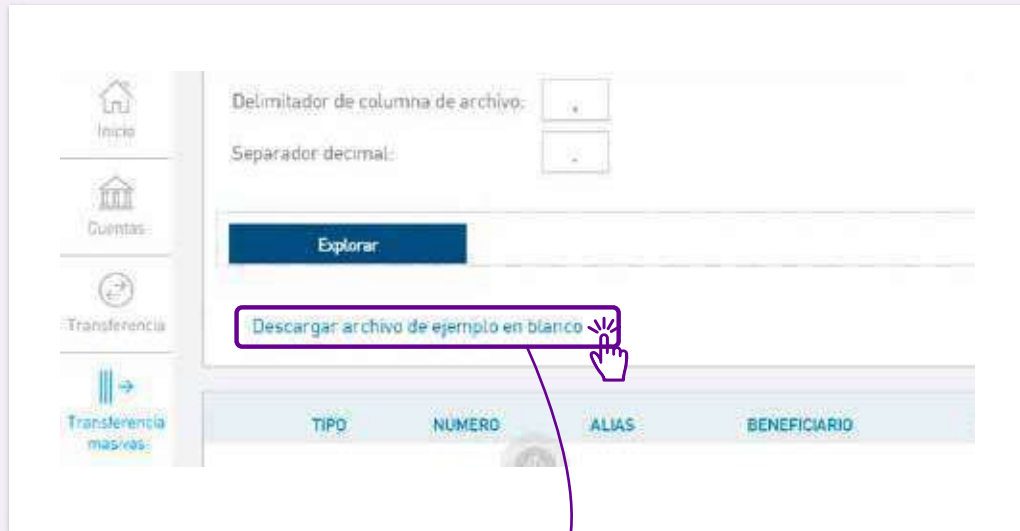 Inicio
Cuentas
Transferencia
Transferencia
masivas
Delimitador de columna de archivo:
Separador decimal:
Explorar
Descargar archivo de ejemplo en blanco
TIPO NUMERO ALIAS BENEFICIARIO